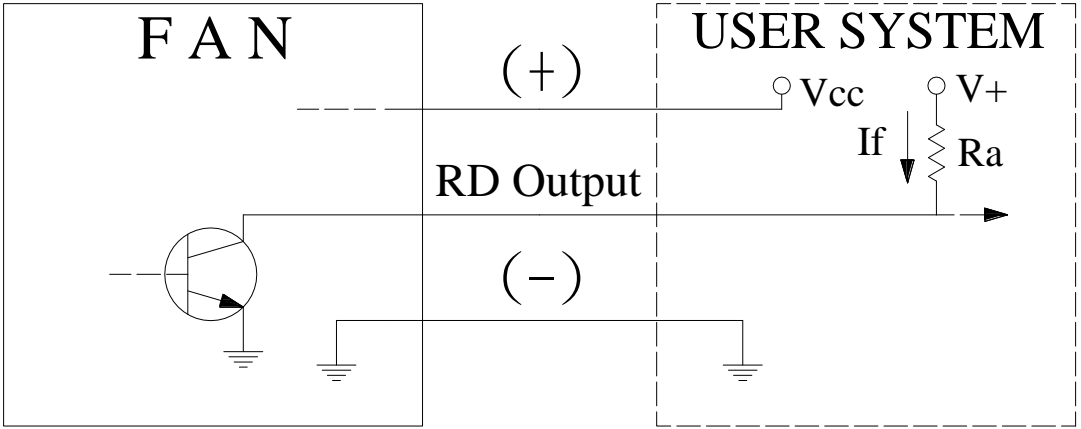 F A N
USER SYSTEM
(+)
Vcc
V+
If
Ra
RD Output
(-)